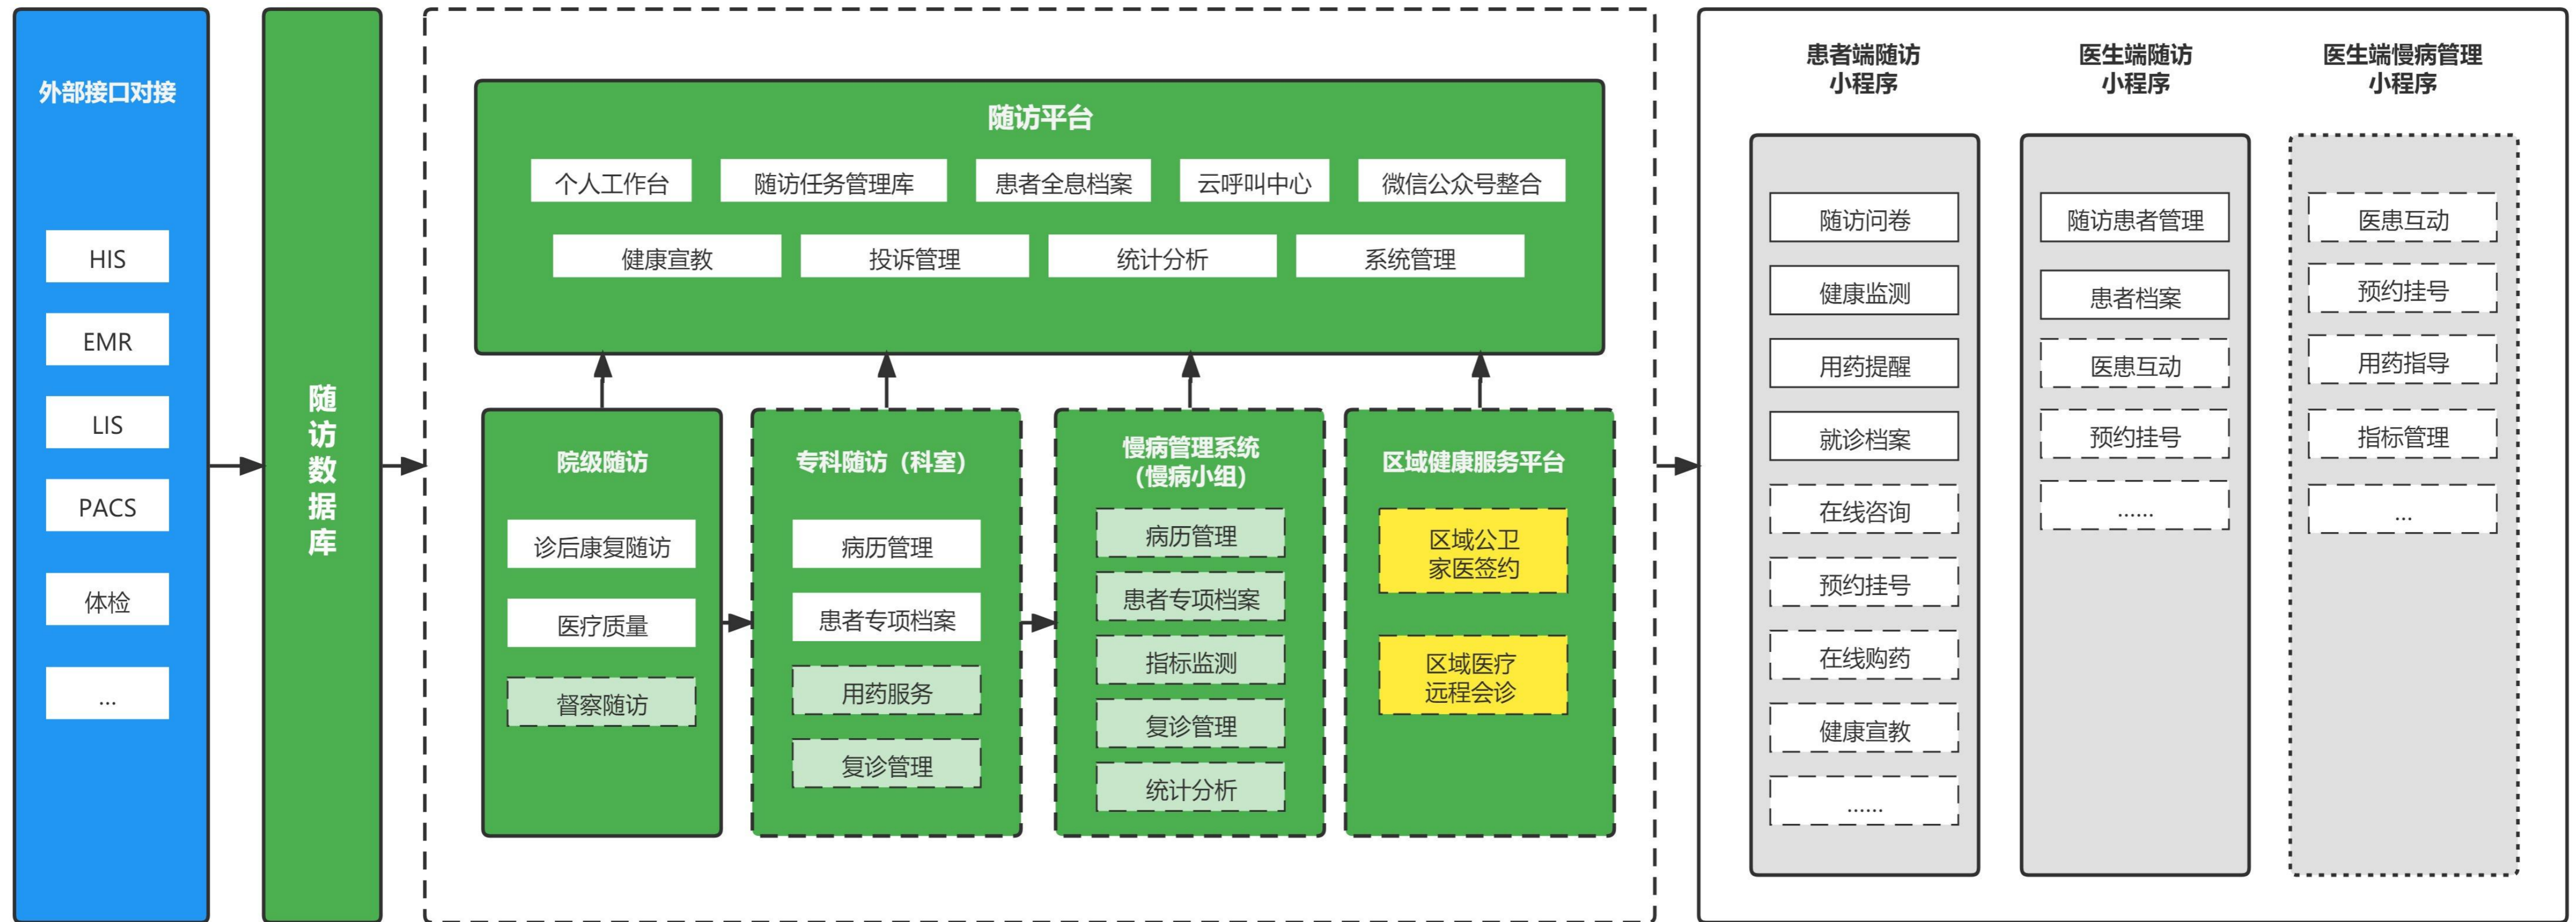 外部接口对接
HIS
EMR
LIS
PACS
体检
...
随
访
数
据
库
随访平台
个人工作台
随访任务管理库
患者全息档案
云呼叫中心
微信公众号整合
健康宣教
投诉管理
统计分析
系统管理
院级随访
诊后康复随访
医疗质量
督察随访
专科随访（科室）
病历管理
患者专项档案
用药服务
复诊管理
慢病管理系统
（慢病小组）
病历管理
患者专项档案
指标监测
复诊管理
统计分析
区域健康服务平台
区域公卫
家医签约
区域医疗
远程会诊
患者端随访
小程序
随访问卷
健康监测
用药提醒
就诊档案
在线咨询
预约挂号
在线购药
健康宣教
......
医生端随访
小程序
随访患者管理
患者档案
医患互动
预约挂号
......
医生端慢病管理
小程序
医患互动
预约挂号
用药指导
指标管理
...